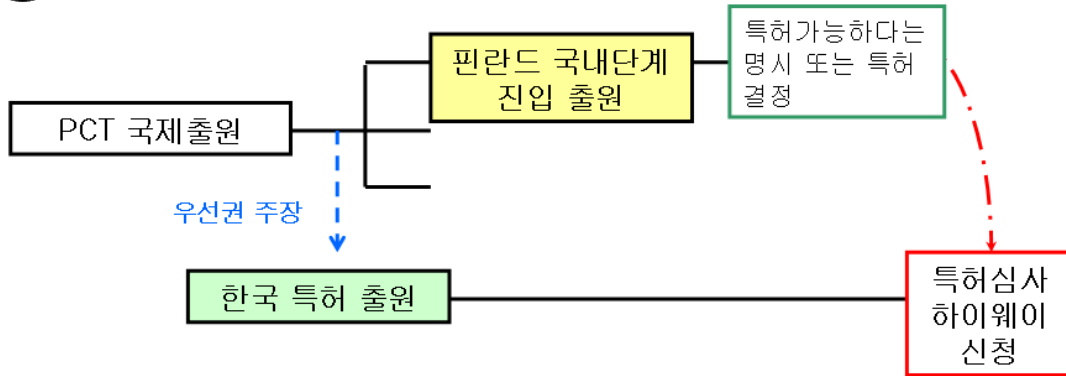 특허가능하다는
명시 또는 특허
결정
핀란드 국내단계
진입 출원
PCT 국제출원
우선권 주장
한국 특허 출원
특허심사
하이웨이
신청